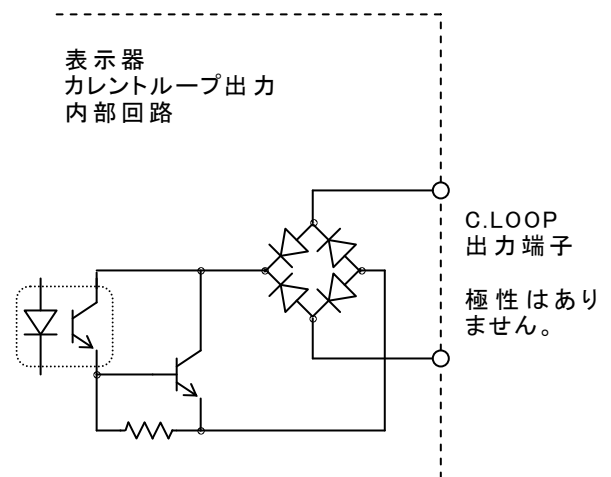 表示器
カレントループ出力
内部回路
C.LOOP
出力端子
極性はあり
ません。